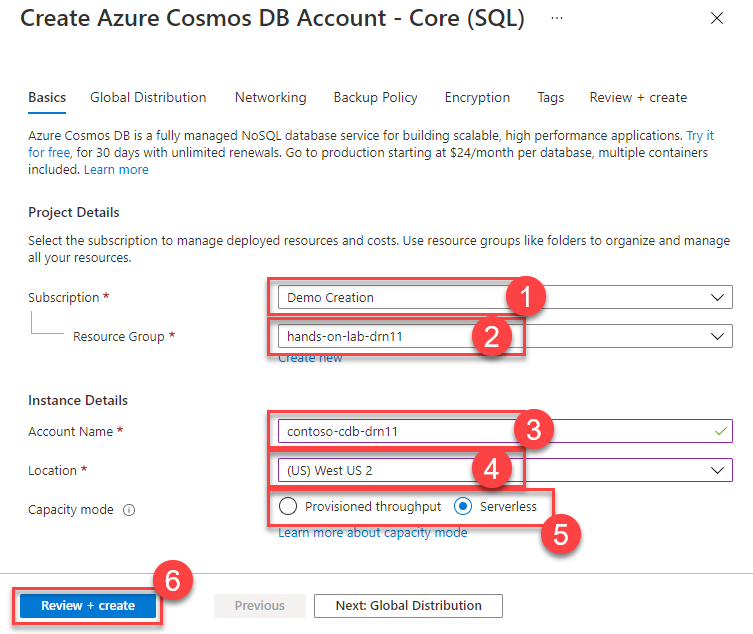 Create Azure Cosmos DB Account - Core (SQL) ...
Basics Global Distribution Networking Backup Policy Encryption Tags Review + create
Azure Cosmos DB is a fully managed NoSQL database service for building scalable, high performance applications. Try it
for free, for 30 days with unlimited renewals. Go to production starting at $24/month per database, multiple containers
included. Learn more
Project Details
Select the subscription to manage deployed resources and costs. Use resource groups like folders to organize and manage
all your resources.
Subscription * Demo Creation 1
Resource Group * hands-on-lab-drn11 2
Create new
Instance Details
Account Name * contoso-cdb-drn11 3
Location * (US) West US 2 4
Capacity mode Provisioned throughput Serverless 5
Learn more about capacity mode
6
Review + create Previous Next: Global Distribution